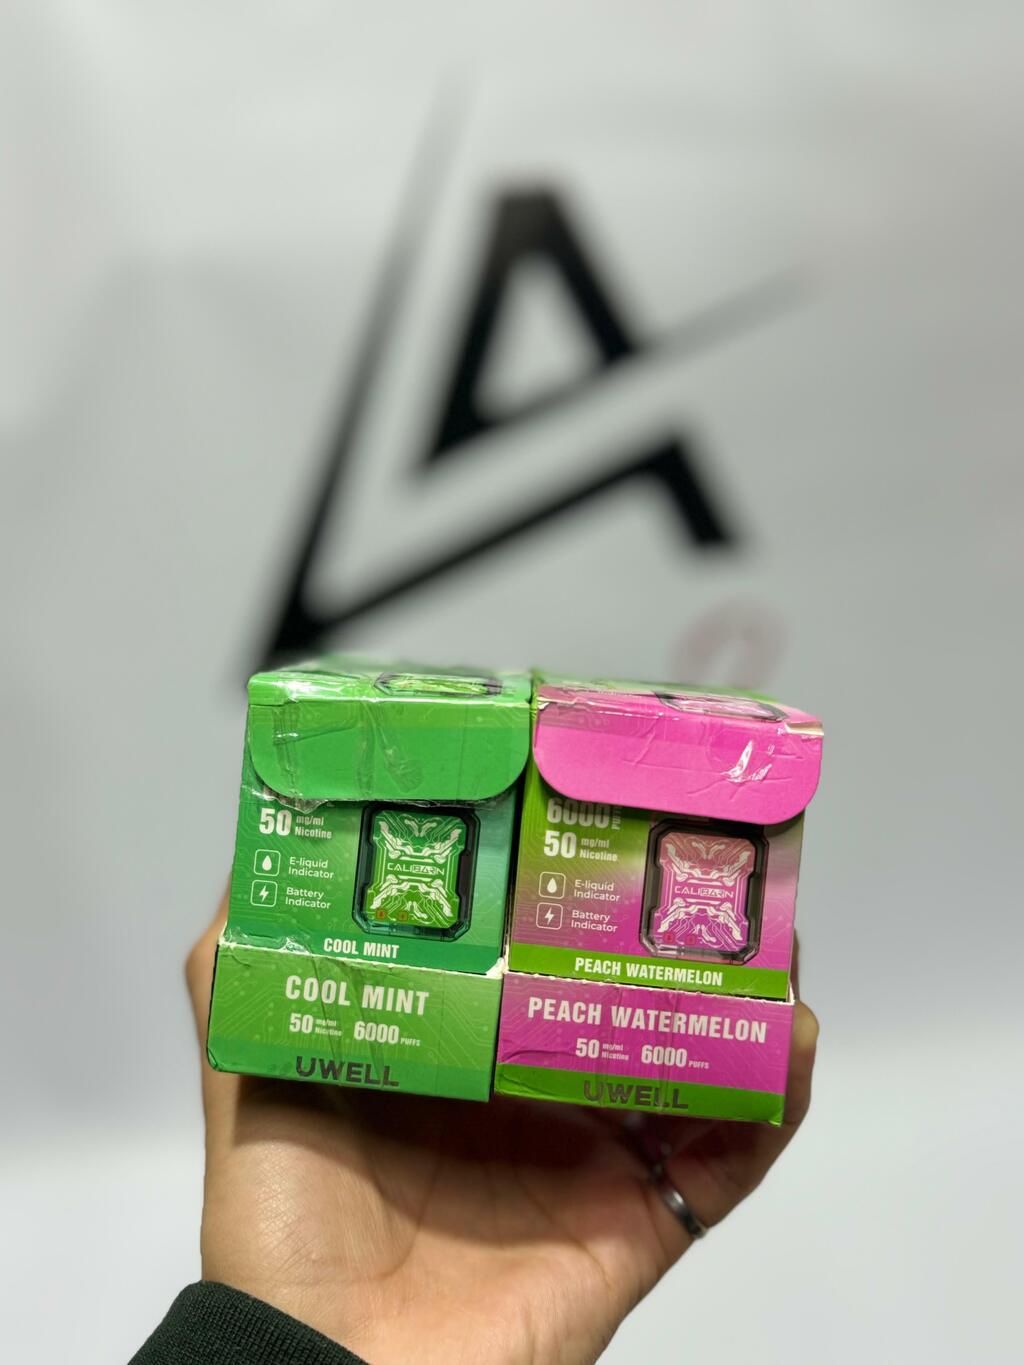 50 mg/ml Nicotine
E-liquid Indicator
Battery Indicator
CALIBARN
COOL MINT
COOL MINT
50 mg/ml Nicotine 6000 PUFFS
UWELL
6000 PUFFS
50 mg/ml Nicotine
E-liquid Indicator
Battery Indicator
CALIBARN
PEACH WATERMELON
PEACH WATERMELON
50 mg/ml Nicotine 6000 PUFFS
UWELL